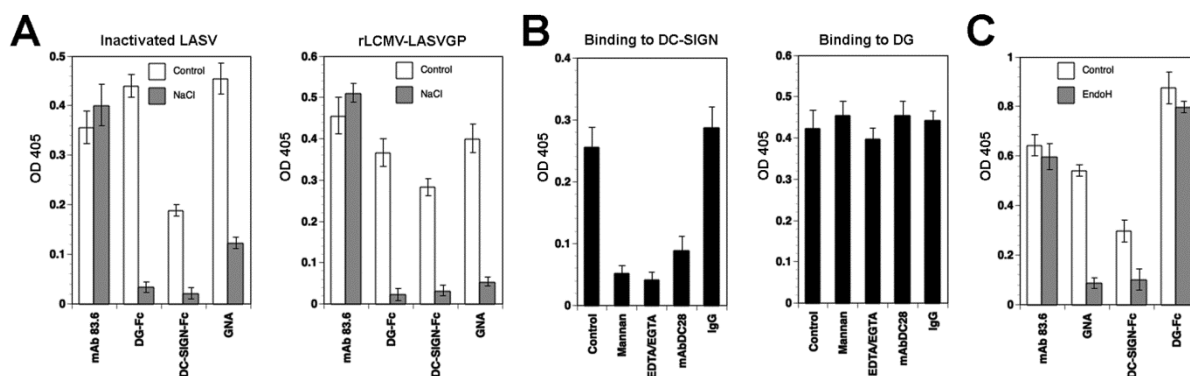 A
Inactivated LASV
OD 405
0.5
0.4
0.3
0.2
0.1
0
Control
NaCl
mAb 83.6
DG-Fc
DC-SIGN-Fc
GNA
rLCMV-LASVGP
OD 405
0.6
0.5
0.4
0.3
0.2
0.1
0
Control
NaCl
mAb 83.6
DG-Fc
DC-SIGN-Fc
GNA
B
Binding to DC-SIGN
OD 405
0.4
0.3
0.2
0.1
0
Control
Mannan
EDTA/EGTA
mAbDC28
IgG
Binding to DG
OD 405
0.6
0.5
0.4
0.3
0.2
0.1
0
Control
Mannan
EDTA/EGTA
mAbDC28
IgG
C
OD 405
1
0.8
0.6
0.4
0.2
0
Control
EndoH
mAb 83.6
GNA
DC-SIGN-Fc
DG-Fc